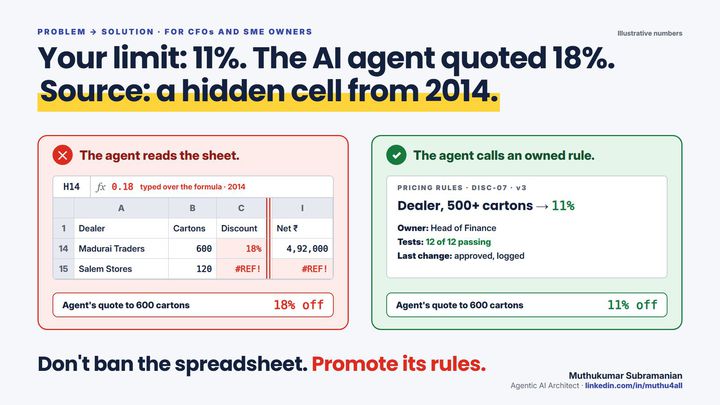 PROBLEM → SOLUTION · FOR CFOs AND SME OWNERS
Illustrative numbers
Your limit: 11%. The AI agent quoted 18%.
Source: a hidden cell from 2014.
The agent reads the sheet.
H14 fx 0.18 typed over the formula · 2014
A B C I
1 Dealer Cartons Discount Net ₹
14 Madurai Traders 600 18% 4,92,000
15 Salem Stores 120 #REF! #REF!
Agent's quote to 600 cartons 18% off
The agent calls an owned rule.
PRICING RULES · DISC-07 · v3
Dealer, 500+ cartons → 11%
Owner: Head of Finance
Tests: 12 of 12 passing
Last change: approved, logged
Agent's quote to 600 cartons 11% off
Don't ban the spreadsheet. Promote its rules.
Muthukumar Subramanian
Agentic AI Architect · linkedin.com/in/muthu4all